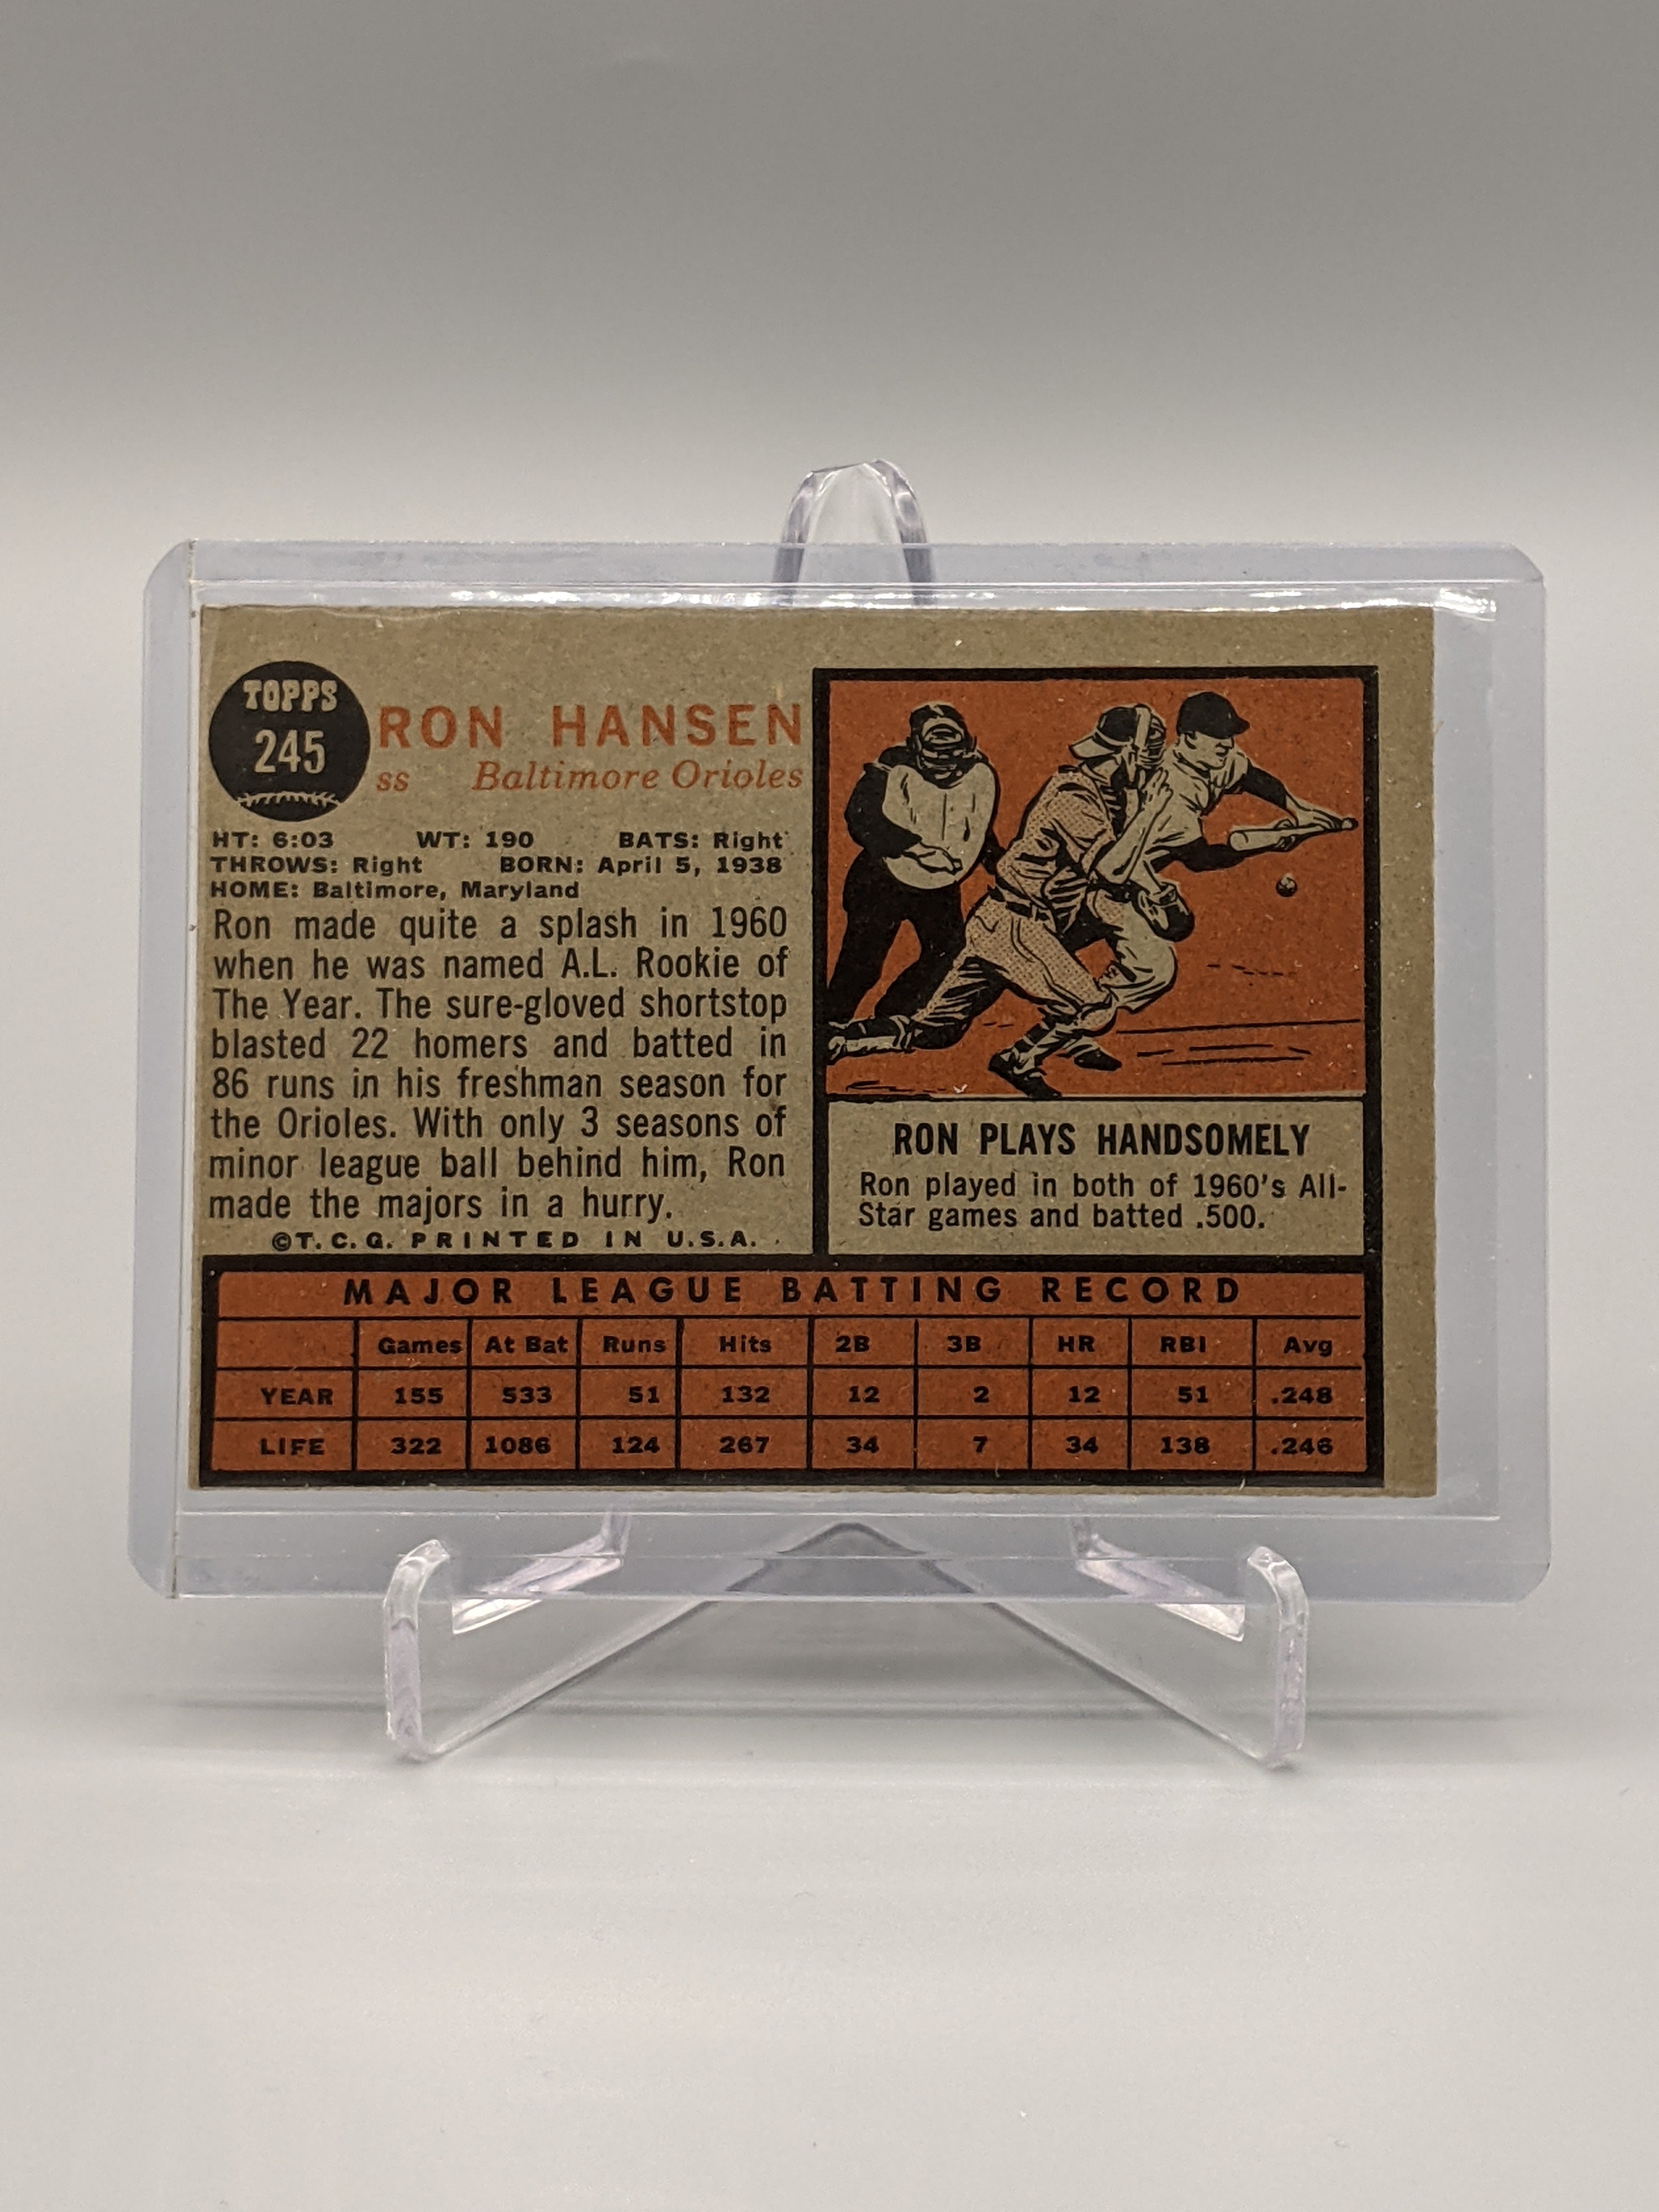 TOPPS
245
RON HANSEN
ss Baltimore Orioles
HT: 6:03 WT: 190 BATS: Right
THROWS: Right BORN: April 5, 1938
HOME: Baltimore, Maryland
Ron made quite a splash in 1960
when he was named A.L. Rookie of
The Year. The sure-gloved shortstop
blasted 22 homers and batted in
86 runs in his freshman season for
the Orioles. With only 3 seasons of
minor league ball behind him, Ron
made the majors in a hurry.
©T.C.G. PRINTED IN U.S.A.
RON PLAYS HANDSOMELY
Ron played in both of 1960's All-
Star games and batted .500.
MAJOR LEAGUE BATTING RECORD
Games At Bat Runs Hits 2B 3B HR RBI Avg
YEAR 155 533 51 132 12 2 12 51 .248
LIFE 322 1086 124 267 34 7 34 138 .246